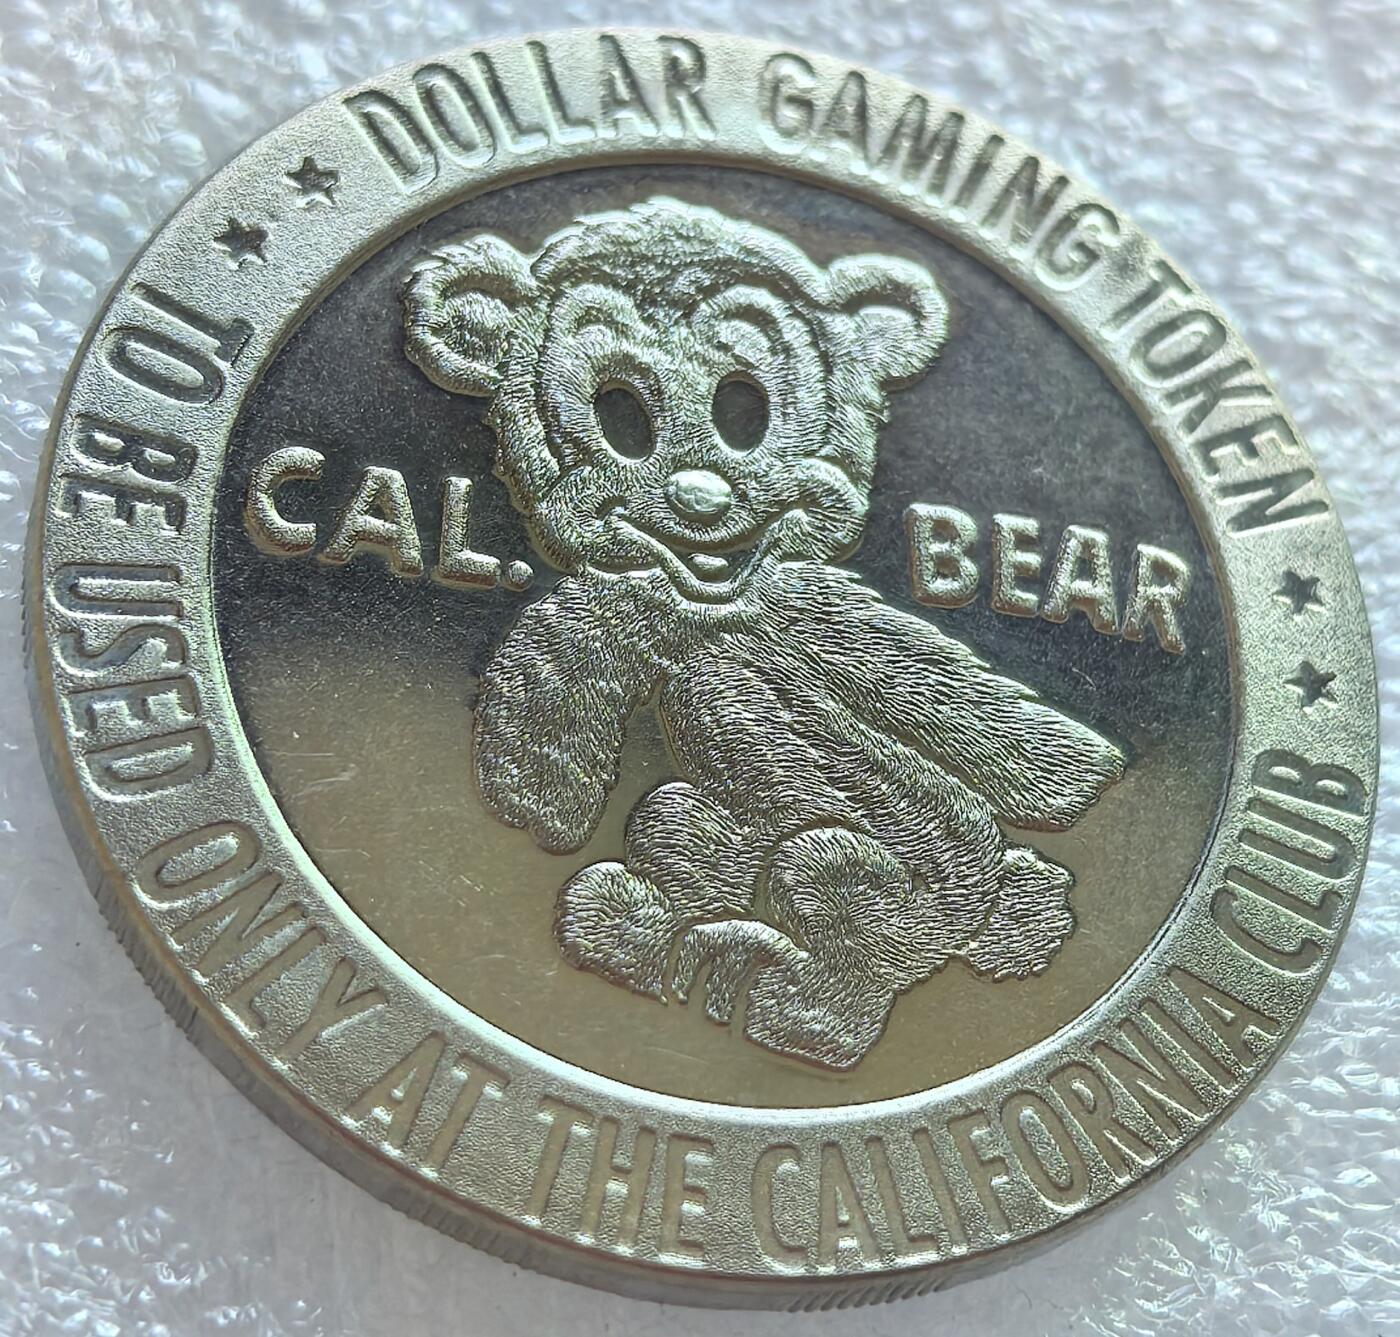 DOLLAR GAMING TOKEN
CAL. BEAR
TO BE USED ONLY AT THE CALIFORNIA CLUB